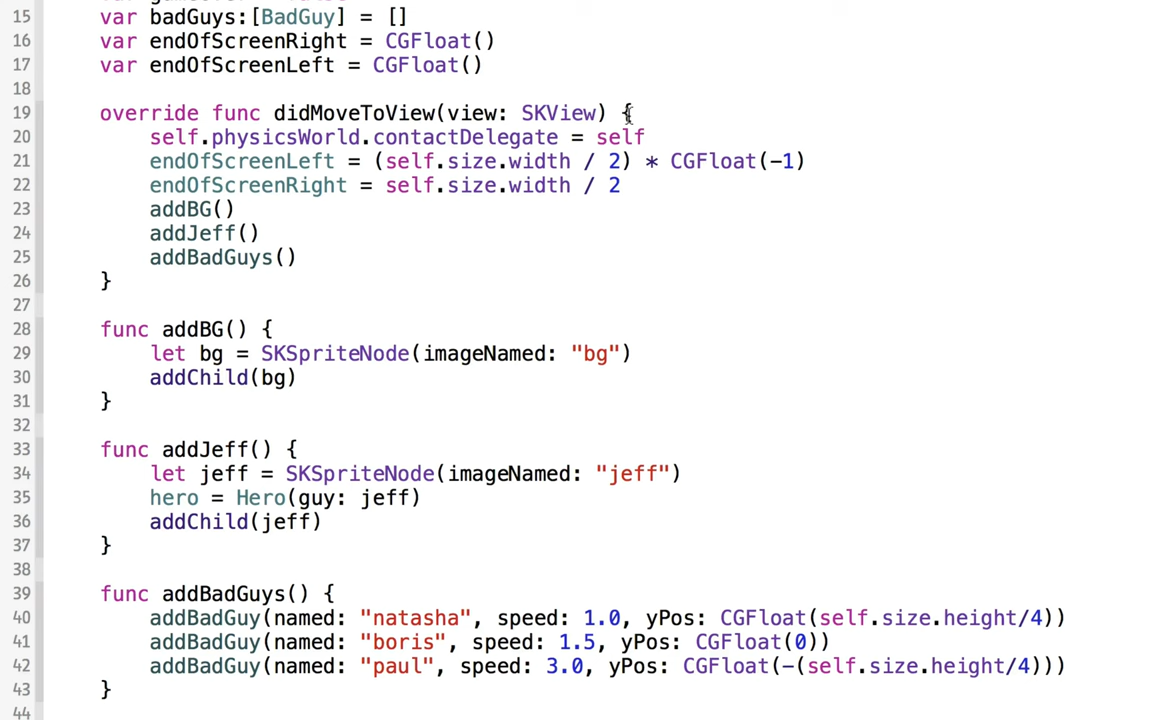 15 var badGuys:[BadGuy] = []
16 var endOfScreenRight = CGFloat()
17 var endOfScreenLeft = CGFloat()
18
19 override func didMoveToView(view: SKView) {
20 self.physicsWorld.contactDelegate = self
21 endOfScreenLeft = (self.size.width / 2) * CGFloat(-1)
22 endOfScreenRight = self.size.width / 2
23 addBG()
24 addJeff()
25 addBadGuys()
26 }
27
28 func addBG() {
29 let bg = SKSpriteNode(imageNamed: "bg")
30 addChild(bg)
31 }
32
33 func addJeff() {
34 let jeff = SKSpriteNode(imageNamed: "jeff")
35 hero = Hero(guy: jeff)
36 addChild(jeff)
37 }
38
39 func addBadGuys() {
40 addBadGuy(named: "natasha", speed: 1.0, yPos: CGFloat(self.size.height/4))
41 addBadGuy(named: "boris", speed: 1.5, yPos: CGFloat(0))
42 addBadGuy(named: "paul", speed: 3.0, yPos: CGFloat(-(self.size.height/4)))
43 }
44